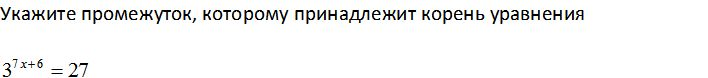 Укажите промежуток, которому принадлежит корень уравнения
3^{7x+6} = 27